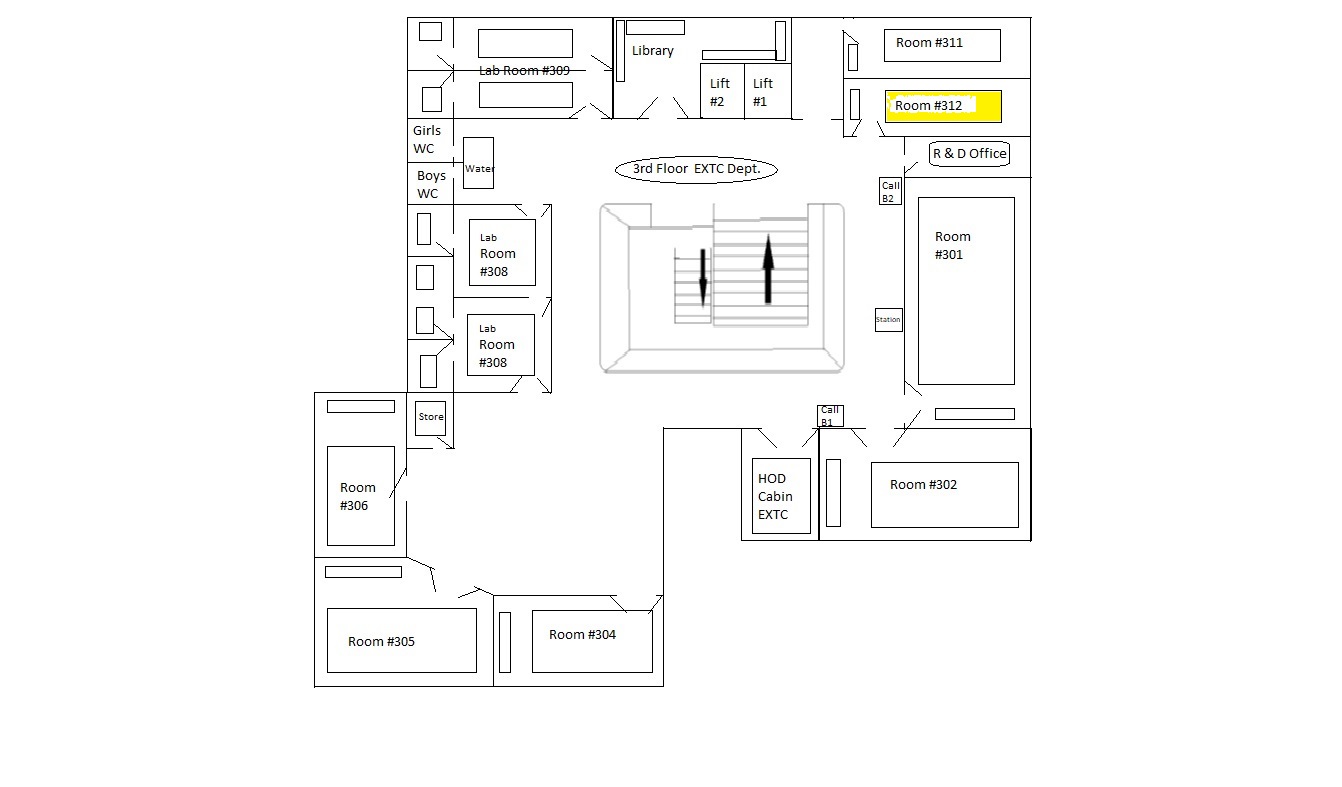 Room #311
Library
Lab Room #309
Lift
#2
Lift
#1
Room #312
Girls
WC
R & D Office
Water
3rd Floor EXTC Dept.
Boys
WC
Call
B2
Lab
Room
#308
Room
#301
Station
Lab
Room
#308
Store
Call
B1
HOD
Cabin
EXTC
Room #302
Room
#306
Room #305
Room #304